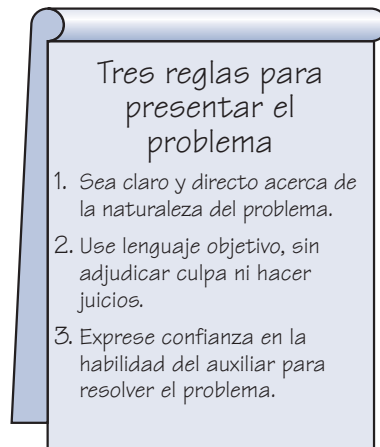 Tres reglas para
presentar el
problema
1. Sea claro y directo acerca de
la naturaleza del problema.
2. Use lenguaje objetivo, sin
adjudicar culpa ni hacer
juicios.
3. Exprese confianza en la
habilidad del auxiliar para
resolver el problema.